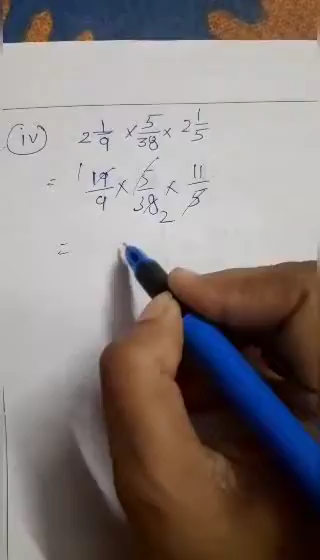 (iv) 2 1/9 × 5/38 × 2 1/5
= 1 19/9 × 5/38 2 × 11/5
=